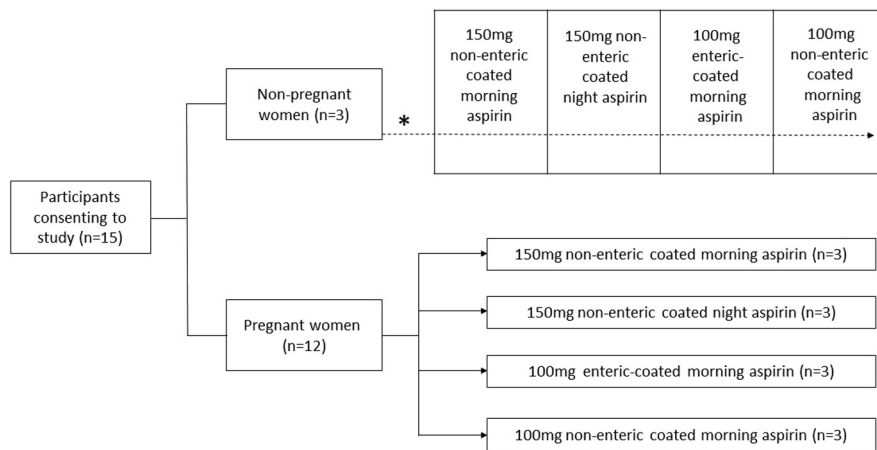 Participants
consenting to
study (n=15)
Non-pregnant
women (n=3)
*
150mg
non-enteric
coated
morning
aspirin
150mg non-
enteric
coated
night aspirin
100mg
enteric-
coated
morning
aspirin
100mg
non-enteric
coated
morning
aspirin
Pregnant women
(n=12)
150mg non-enteric coated morning aspirin (n=3)
150mg non-enteric coated night aspirin (n=3)
100mg enteric-coated morning aspirin (n=3)
100mg non-enteric coated morning aspirin (n=3)